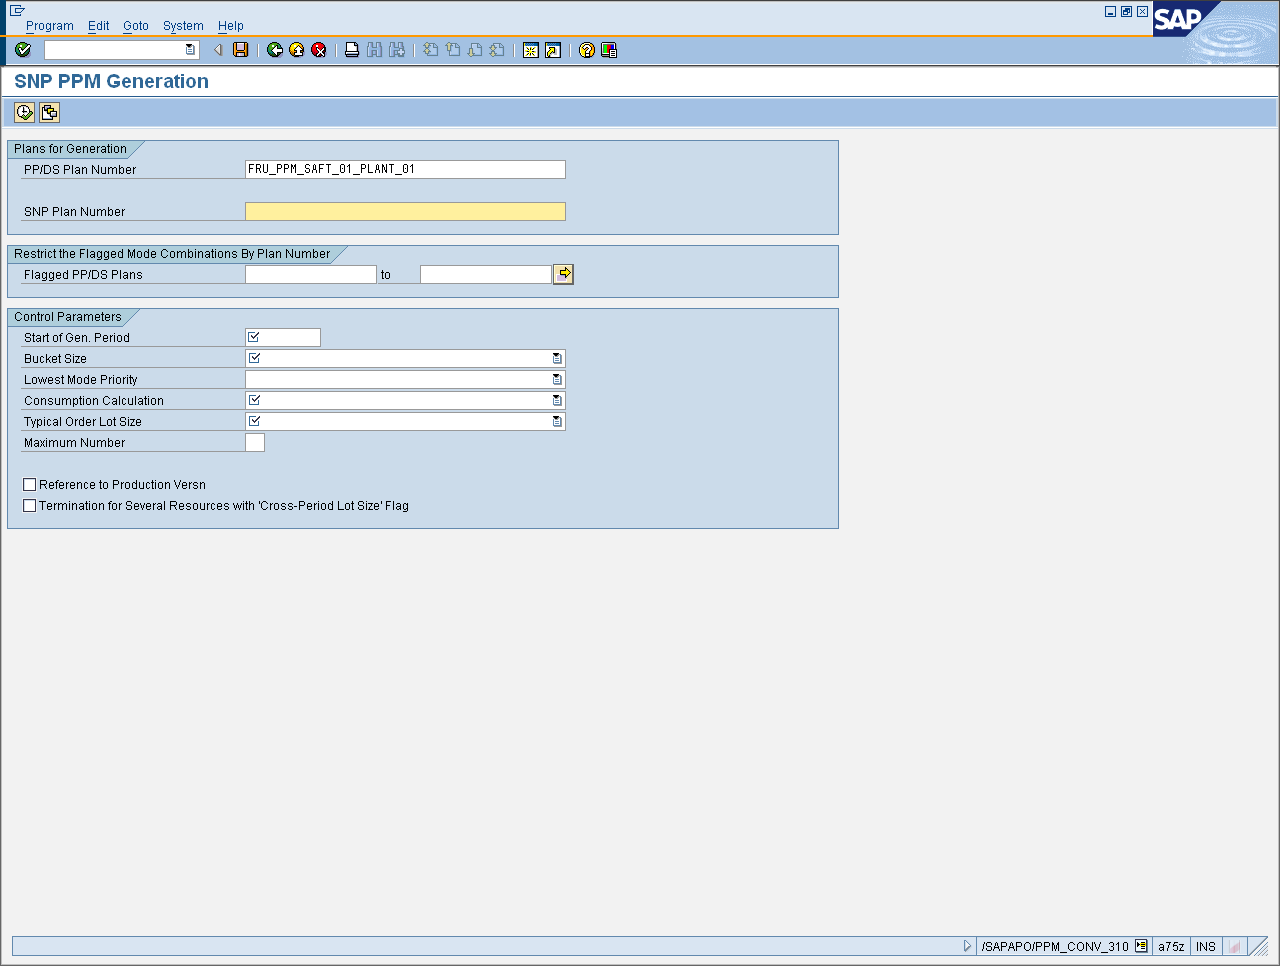 Program Edit Goto System Help
SAP
SNP PPM Generation
Plans for Generation
PP/DS Plan Number FRU_PPM_SAFT_01_PLANT_01
SNP Plan Number
Restrict the Flagged Mode Combinations By Plan Number
Flagged PP/DS Plans to
Control Parameters
Start of Gen. Period
Bucket Size
Lowest Mode Priority
Consumption Calculation
Typical Order Lot Size
Maximum Number
Reference to Production Versn
Termination for Several Resources with 'Cross-Period Lot Size' Flag
/SAPAPO/PPM_CONV_310 a75z INS